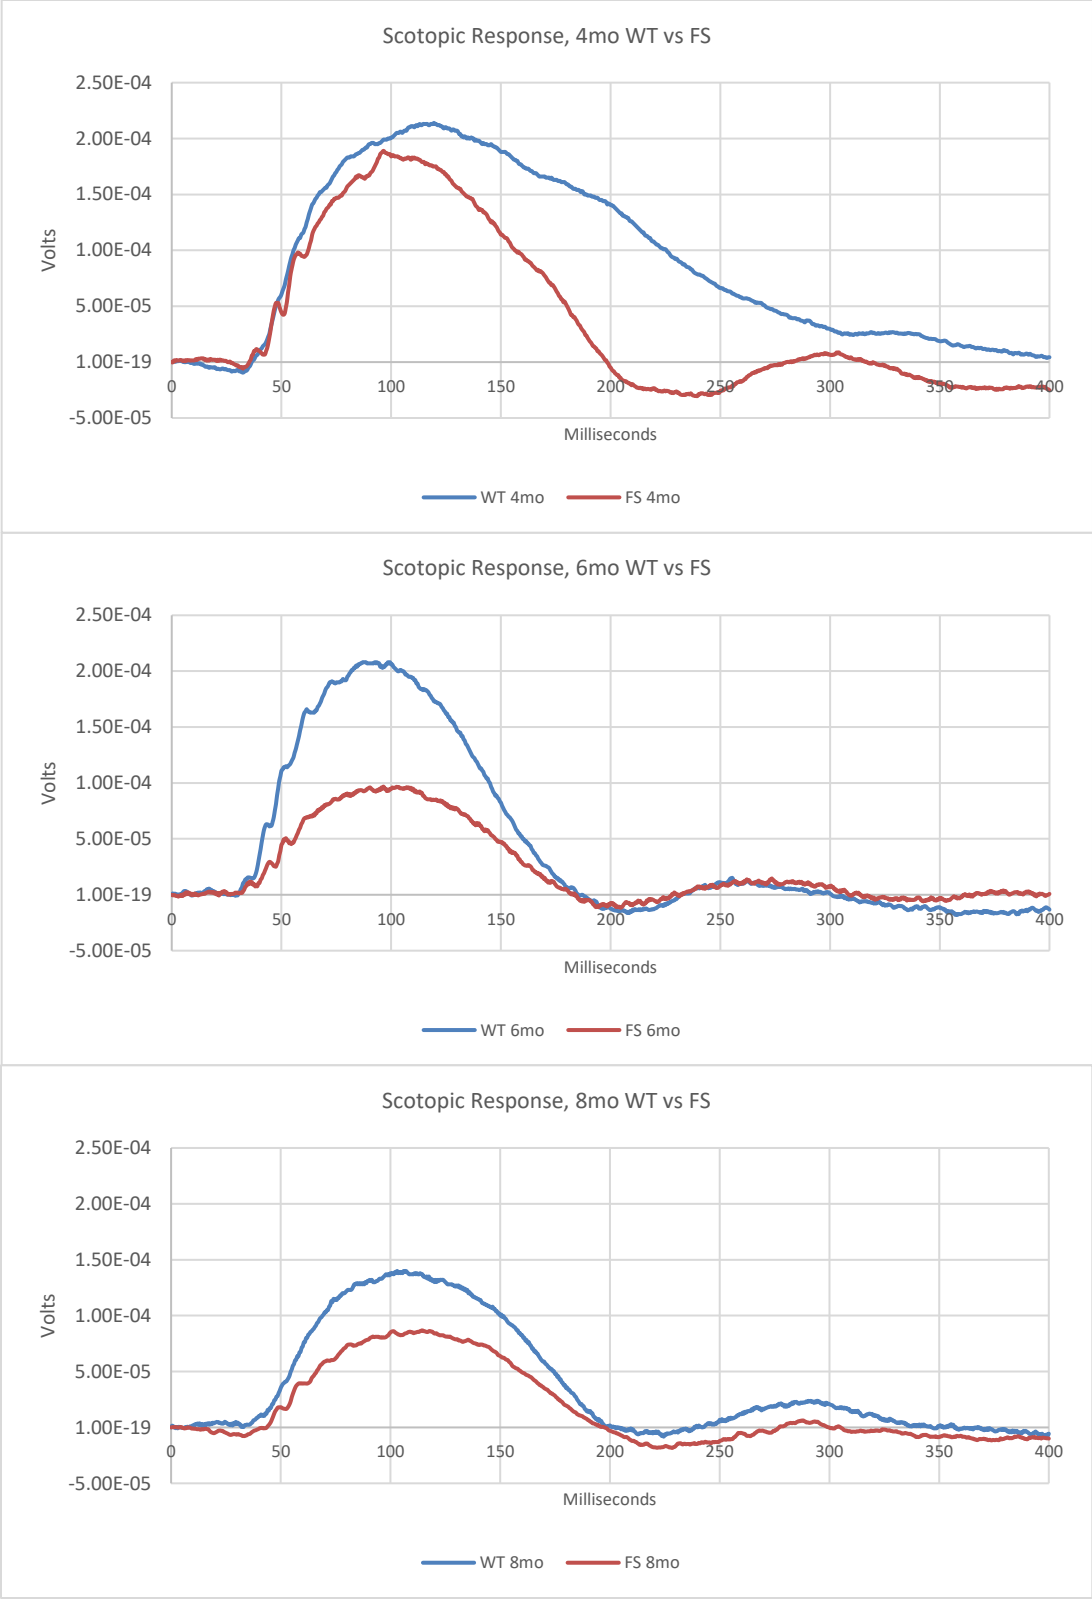 Scotopic Response, 4mo WT vs FS
2.50E-04
2.00E-04
1.50E-04
1.00E-04
5.00E-05
1.00E-19
-5.00E-05
Volts
0 50 100 150 200 250 300 350 400
Milliseconds
WT 4mo FS 4mo
Scotopic Response, 6mo WT vs FS
2.50E-04
2.00E-04
1.50E-04
1.00E-04
5.00E-05
1.00E-19
-5.00E-05
Volts
0 50 100 150 200 250 300 350 400
Milliseconds
WT 6mo FS 6mo
Scotopic Response, 8mo WT vs FS
2.50E-04
2.00E-04
1.50E-04
1.00E-04
5.00E-05
1.00E-19
-5.00E-05
Volts
0 50 100 150 200 250 300 350 400
Milliseconds
WT 8mo FS 8mo